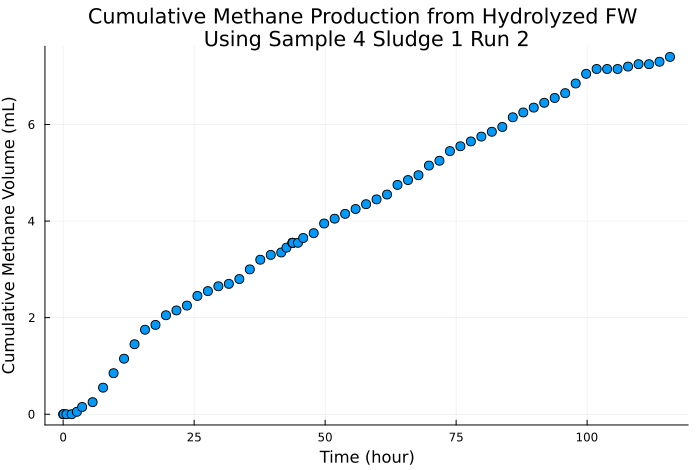 Cumulative Methane Production from Hydrolyzed FW
Using Sample 4 Sludge 1 Run 2
Cumulative Methane Volume (mL)
6
4
2
0
0 25 50 75 100
Time (hour)